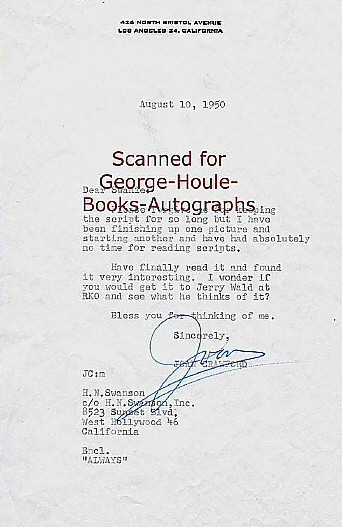 426 NORTH BRISTOL AVENUE
LOS ANGELES 24, CALIFORNIA
August 10, 1950
Scanned for
George-Houle-
Books-Autographs
Dear Swanie:
keeping
the script for so long but I have
been finishing up one picture and
starting another and have had absolutely
no time for reading scripts.
Have finally read it and found
it very interesting. I wonder if
you would get it to Jerry Wald at
RKO and see what he thinks of it?
Bless you for thinking of me.
Sincerely,
Joan
JOAN CRAWFORD
JC:m
H.N.Swanson
c/o H.N.Swanson,Inc.
8523 Sunset Blvd.
West Hollywood 46
California
Encl.
"ALWAYS"